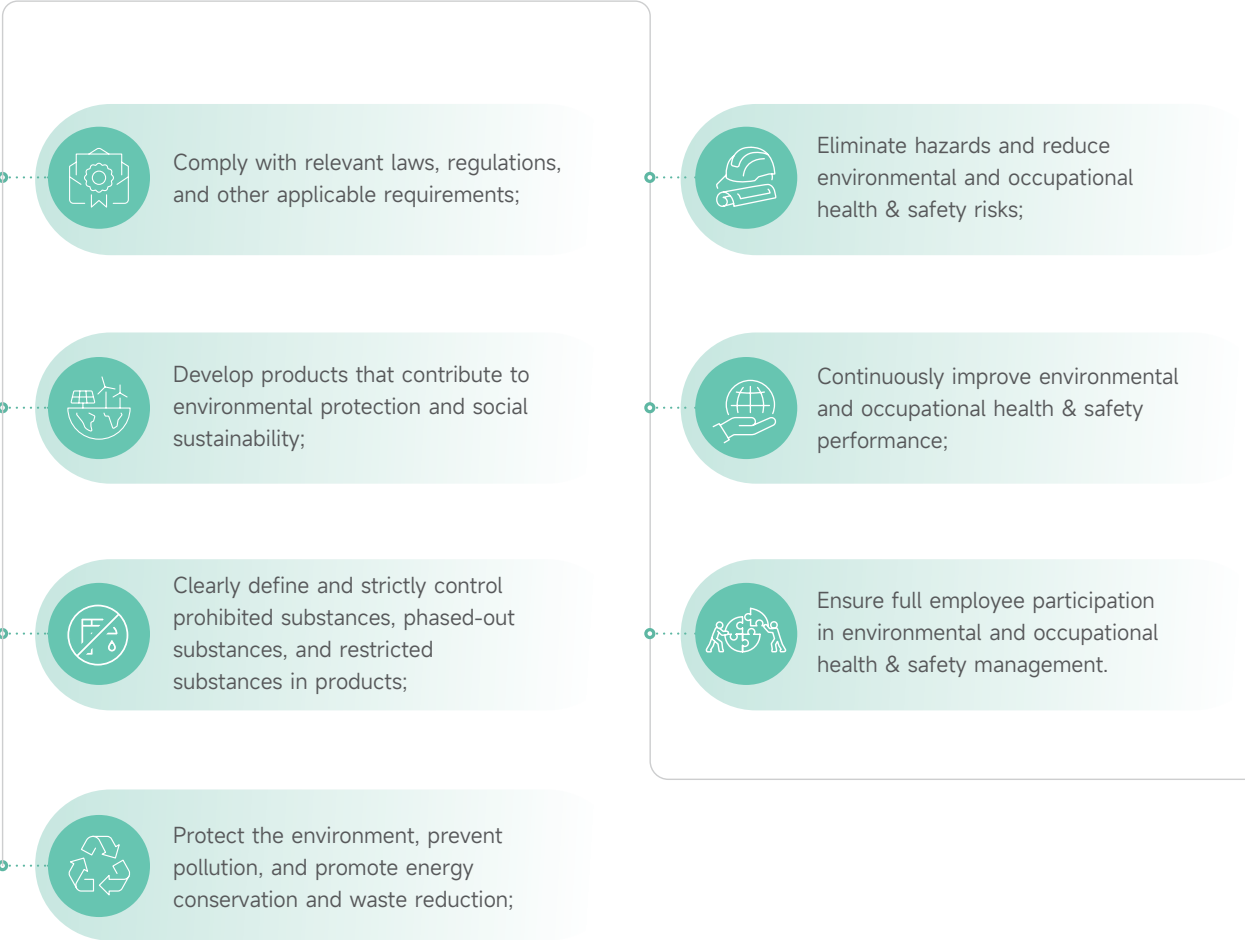 Comply with relevant laws, regulations,
and other applicable requirements;
Develop products that contribute to
environmental protection and social
sustainability;
Clearly define and strictly control
prohibited substances, phased-out
substances, and restricted
substances in products;
Protect the environment, prevent
pollution, and promote energy
conservation and waste reduction;
Eliminate hazards and reduce
environmental and occupational
health & safety risks;
Continuously improve environmental
and occupational health & safety
performance;
Ensure full employee participation
in environmental and occupational
health & safety management.